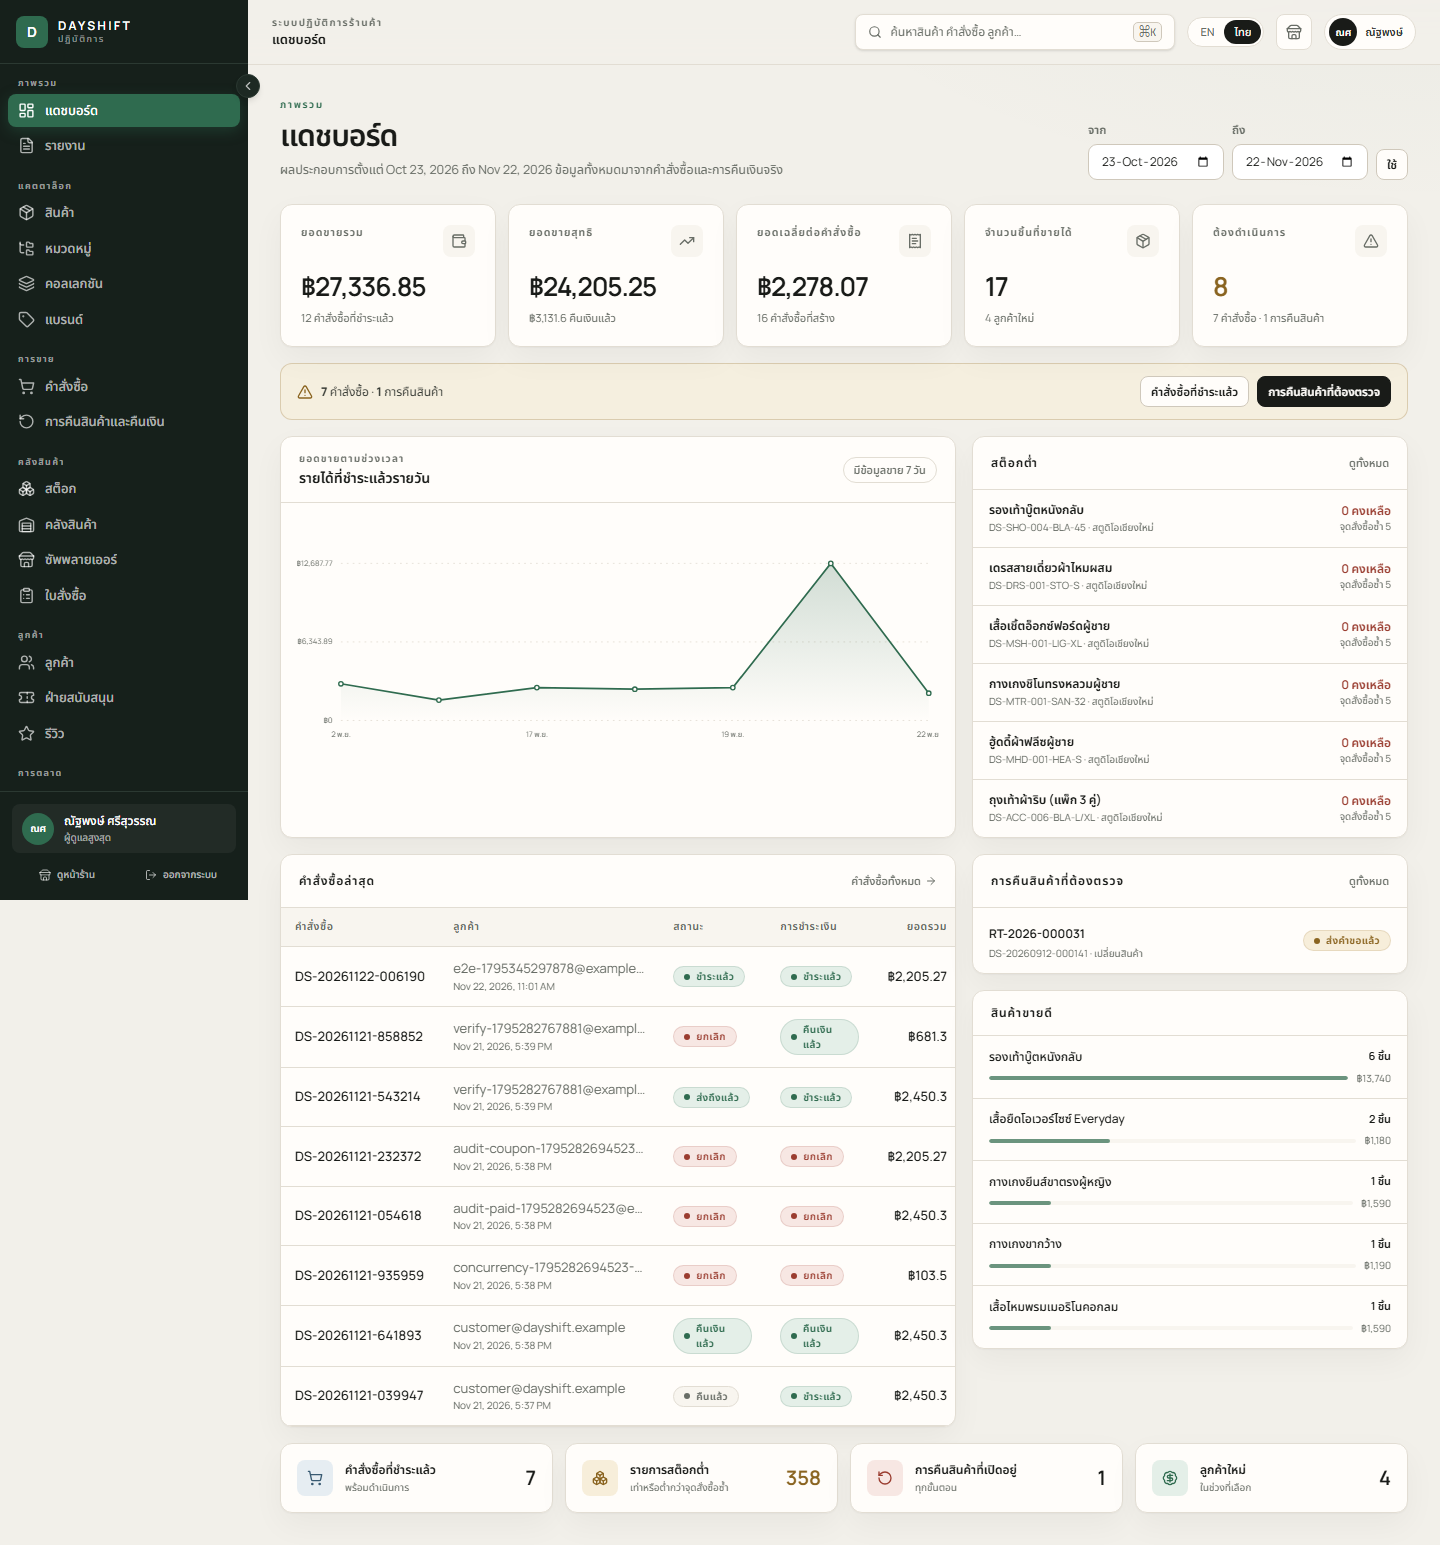 D DAYSHIFT
ปฏิบัติการ
ภาพรวม
แดชบอร์ด
รายงาน
แคตตาล็อก
สินค้า
หมวดหมู่
คอลเลกชัน
แบรนด์
การขาย
คำสั่งซื้อ
การคืนสินค้าและคืนเงิน
คลังสินค้า
สต็อก
คลังสินค้า
ซัพพลายเออร์
ใบสั่งซื้อ
ลูกค้า
ลูกค้า
ฝ่ายสนับสนุน
รีวิว
การตลาด
ณศ ณัฐพงษ์ ศรีสุวรรณ
ผู้ดูแลสูงสุด
ดูหน้าร้าน ออกจากระบบ
ระบบปฏิบัติการร้านค้า
แดชบอร์ด
ค้นหาสินค้า คำสั่งซื้อ ลูกค้า... ⌘K
EN ไทย
ณศ ณัฐพงษ์
ภาพรวม
แดชบอร์ด
ผลประกอบการตั้งแต่ Oct 23, 2026 ถึง Nov 22, 2026 ข้อมูลทั้งหมดมาจากคำสั่งซื้อและการคืนเงินจริง
จาก ถึง
23-Oct-2026 22-Nov-2026 ใช้
ยอดขายรวม
฿27,336.85
12 คำสั่งซื้อที่ชำระแล้ว
ยอดขายสุทธิ
฿24,205.25
฿3,131.6 คืนเงินแล้ว
ยอดเฉลี่ยต่อคำสั่งซื้อ
฿2,278.07
16 คำสั่งซื้อที่สร้าง
จำนวนชิ้นที่ขายได้
17
4 ลูกค้าใหม่
ต้องดำเนินการ
8
7 คำสั่งซื้อ · 1 การคืนสินค้า
7 คำสั่งซื้อ · 1 การคืนสินค้า
คำสั่งซื้อที่ชำระแล้ว การคืนสินค้าที่ต้องตรวจ
ยอดขายตามช่วงเวลา
รายได้ที่ชำระแล้วรายวัน
มีข้อมูลขาย 7 วัน
฿12,687.77
฿6,343.89
฿0
2 พ.ย. 17 พ.ย. 19 พ.ย. 22 พ.ย
สต็อกต่ำ ดูทั้งหมด
รองเท้าบู๊ตหนังกลับ 0 คงเหลือ
DS-SHO-004-BLA-45 · สตูดิโอเชียงใหม่ จุดสั่งซื้อซ้ำ 5
เดรสสายเดี่ยวผ้าไหมผสม 0 คงเหลือ
DS-DRS-001-STO-S · สตูดิโอเชียงใหม่ จุดสั่งซื้อซ้ำ 5
เสื้อเชิ้ตอ็อกซ์ฟอร์ดผู้ชาย 0 คงเหลือ
DS-MSH-001-LIG-XL · สตูดิโอเชียงใหม่ จุดสั่งซื้อซ้ำ 5
กางเกงชิโนทรงหลวมผู้ชาย 0 คงเหลือ
DS-MTR-001-SAN-32 · สตูดิโอเชียงใหม่ จุดสั่งซื้อซ้ำ 5
ฮู้ดดี้ผ้าฟลีซผู้ชาย 0 คงเหลือ
DS-MHD-001-HEA-S · สตูดิโอเชียงใหม่ จุดสั่งซื้อซ้ำ 5
ถุงเท้าผ้าริบ (แพ็ก 3 คู่) 0 คงเหลือ
DS-ACC-006-BLA-L/XL · สตูดิโอเชียงใหม่ จุดสั่งซื้อซ้ำ 5
คำสั่งซื้อล่าสุด คำสั่งซื้อทั้งหมด →
คำสั่งซื้อ ลูกค้า สถานะ การชำระเงิน ยอดรวม
DS-20261122-006190 e2e-1795345297878@example... ชำระแล้ว ชำระแล้ว ฿2,205.27
Nov 22, 2026, 11:01 AM
DS-20261121-858852 verify-1795282767881@exampl... ยกเลิก คืนเงินแล้ว ฿681.3
Nov 21, 2026, 5:39 PM
DS-20261121-543214 verify-1795282767881@exampl... ส่งถึงแล้ว ชำระแล้ว ฿2,450.3
Nov 21, 2026, 5:39 PM
DS-20261121-232372 audit-coupon-1795282694523... ยกเลิก ยกเลิก ฿2,205.27
Nov 21, 2026, 5:38 PM
DS-20261121-054618 audit-paid-1795282694523@e... ยกเลิก ยกเลิก ฿2,450.3
Nov 21, 2026, 5:38 PM
DS-20261121-935959 concurrency-1795282694523-... ยกเลิก ยกเลิก ฿103.5
Nov 21, 2026, 5:38 PM
DS-20261121-641893 customer@dayshift.example คืนเงินแล้ว คืนเงินแล้ว ฿2,450.3
Nov 21, 2026, 5:38 PM
DS-20261121-039947 customer@dayshift.example คืนแล้ว ชำระแล้ว ฿2,450.3
Nov 21, 2026, 5:37 PM
การคืนสินค้าที่ต้องตรวจ ดูทั้งหมด
RT-2026-000031 ส่งคำขอแล้ว
DS-20260912-000141 · เปลี่ยนสินค้า
สินค้าขายดี
รองเท้าบู๊ตหนังกลับ 6 ชิ้น
฿13,740
เสื้อยืดโอเวอร์ไซซ์ Everyday 2 ชิ้น
฿1,180
กางเกงยีนส์ขาตรงผู้หญิง 1 ชิ้น
฿1,590
กางเกงขากว้าง 1 ชิ้น
฿1,190
เสื้อไหมพรมเมอริโนคอกลม 1 ชิ้น
฿1,590
คำสั่งซื้อที่ชำระแล้ว 7
พร้อมดำเนินการ
รายการสต็อกต่ำ 358
เท่าหรือต่ำกว่าจุดสั่งซื้อซ้ำ
การคืนสินค้าที่เปิดอยู่ 1
ทุกขั้นตอน
ลูกค้าใหม่ 4
ในช่วงที่เลือก